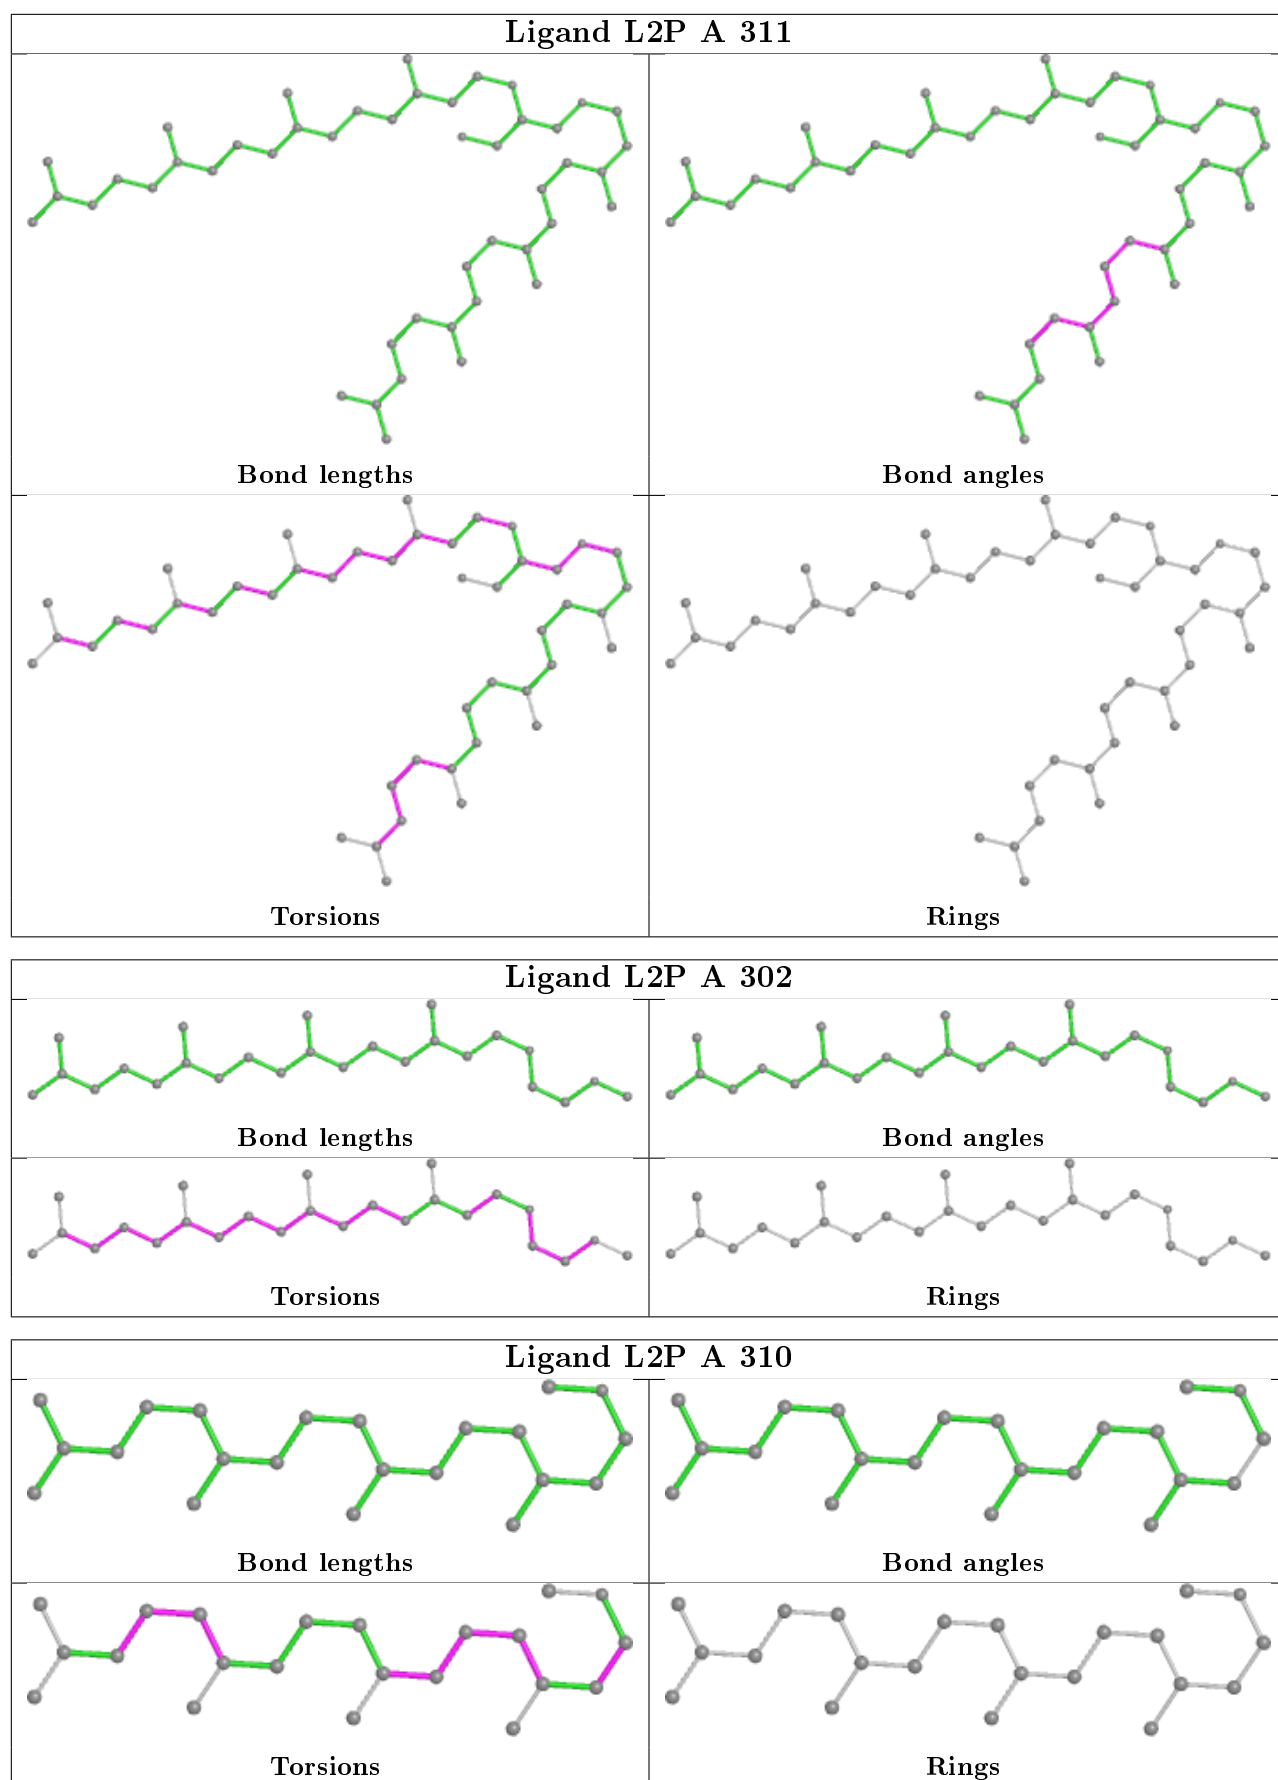 Ligand L2P A 311
Bond lengths
Bond angles
Torsions
Rings
Ligand L2P A 302
Bond lengths
Bond angles
Torsions
Rings
Ligand L2P A 310
Bond lengths
Bond angles
Torsions
Rings